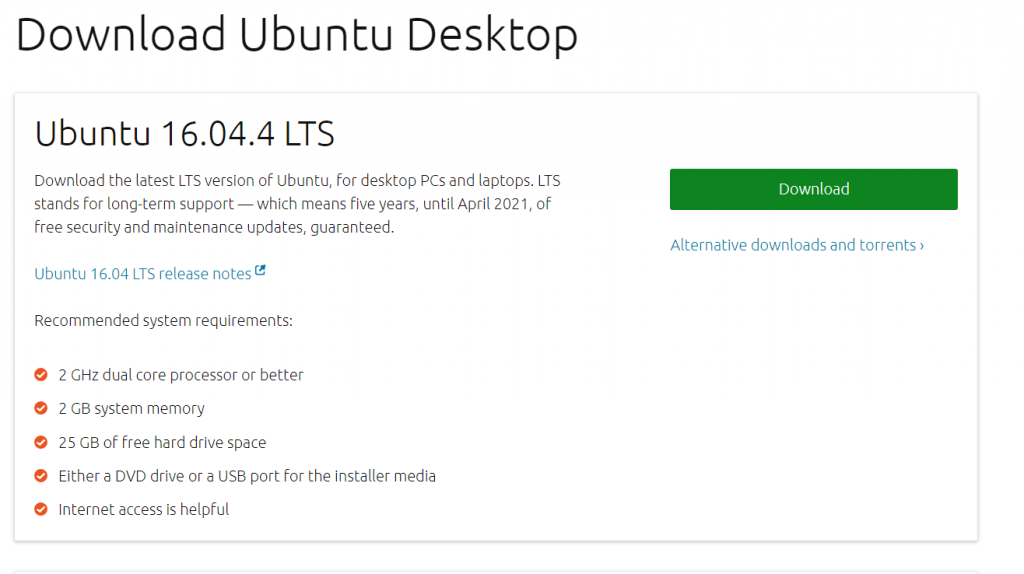 Download Ubuntu Desktop
Ubuntu 16.04.4 LTS
Download the latest LTS version of Ubuntu, for desktop PCs and laptops. LTS
stands for long-term support — which means five years, until April 2021, of
free security and maintenance updates, guaranteed.
Download
Alternative downloads and torrents ›
Ubuntu 16.04 LTS release notes
Recommended system requirements:
2 GHz dual core processor or better
2 GB system memory
25 GB of free hard drive space
Either a DVD drive or a USB port for the installer media
Internet access is helpful